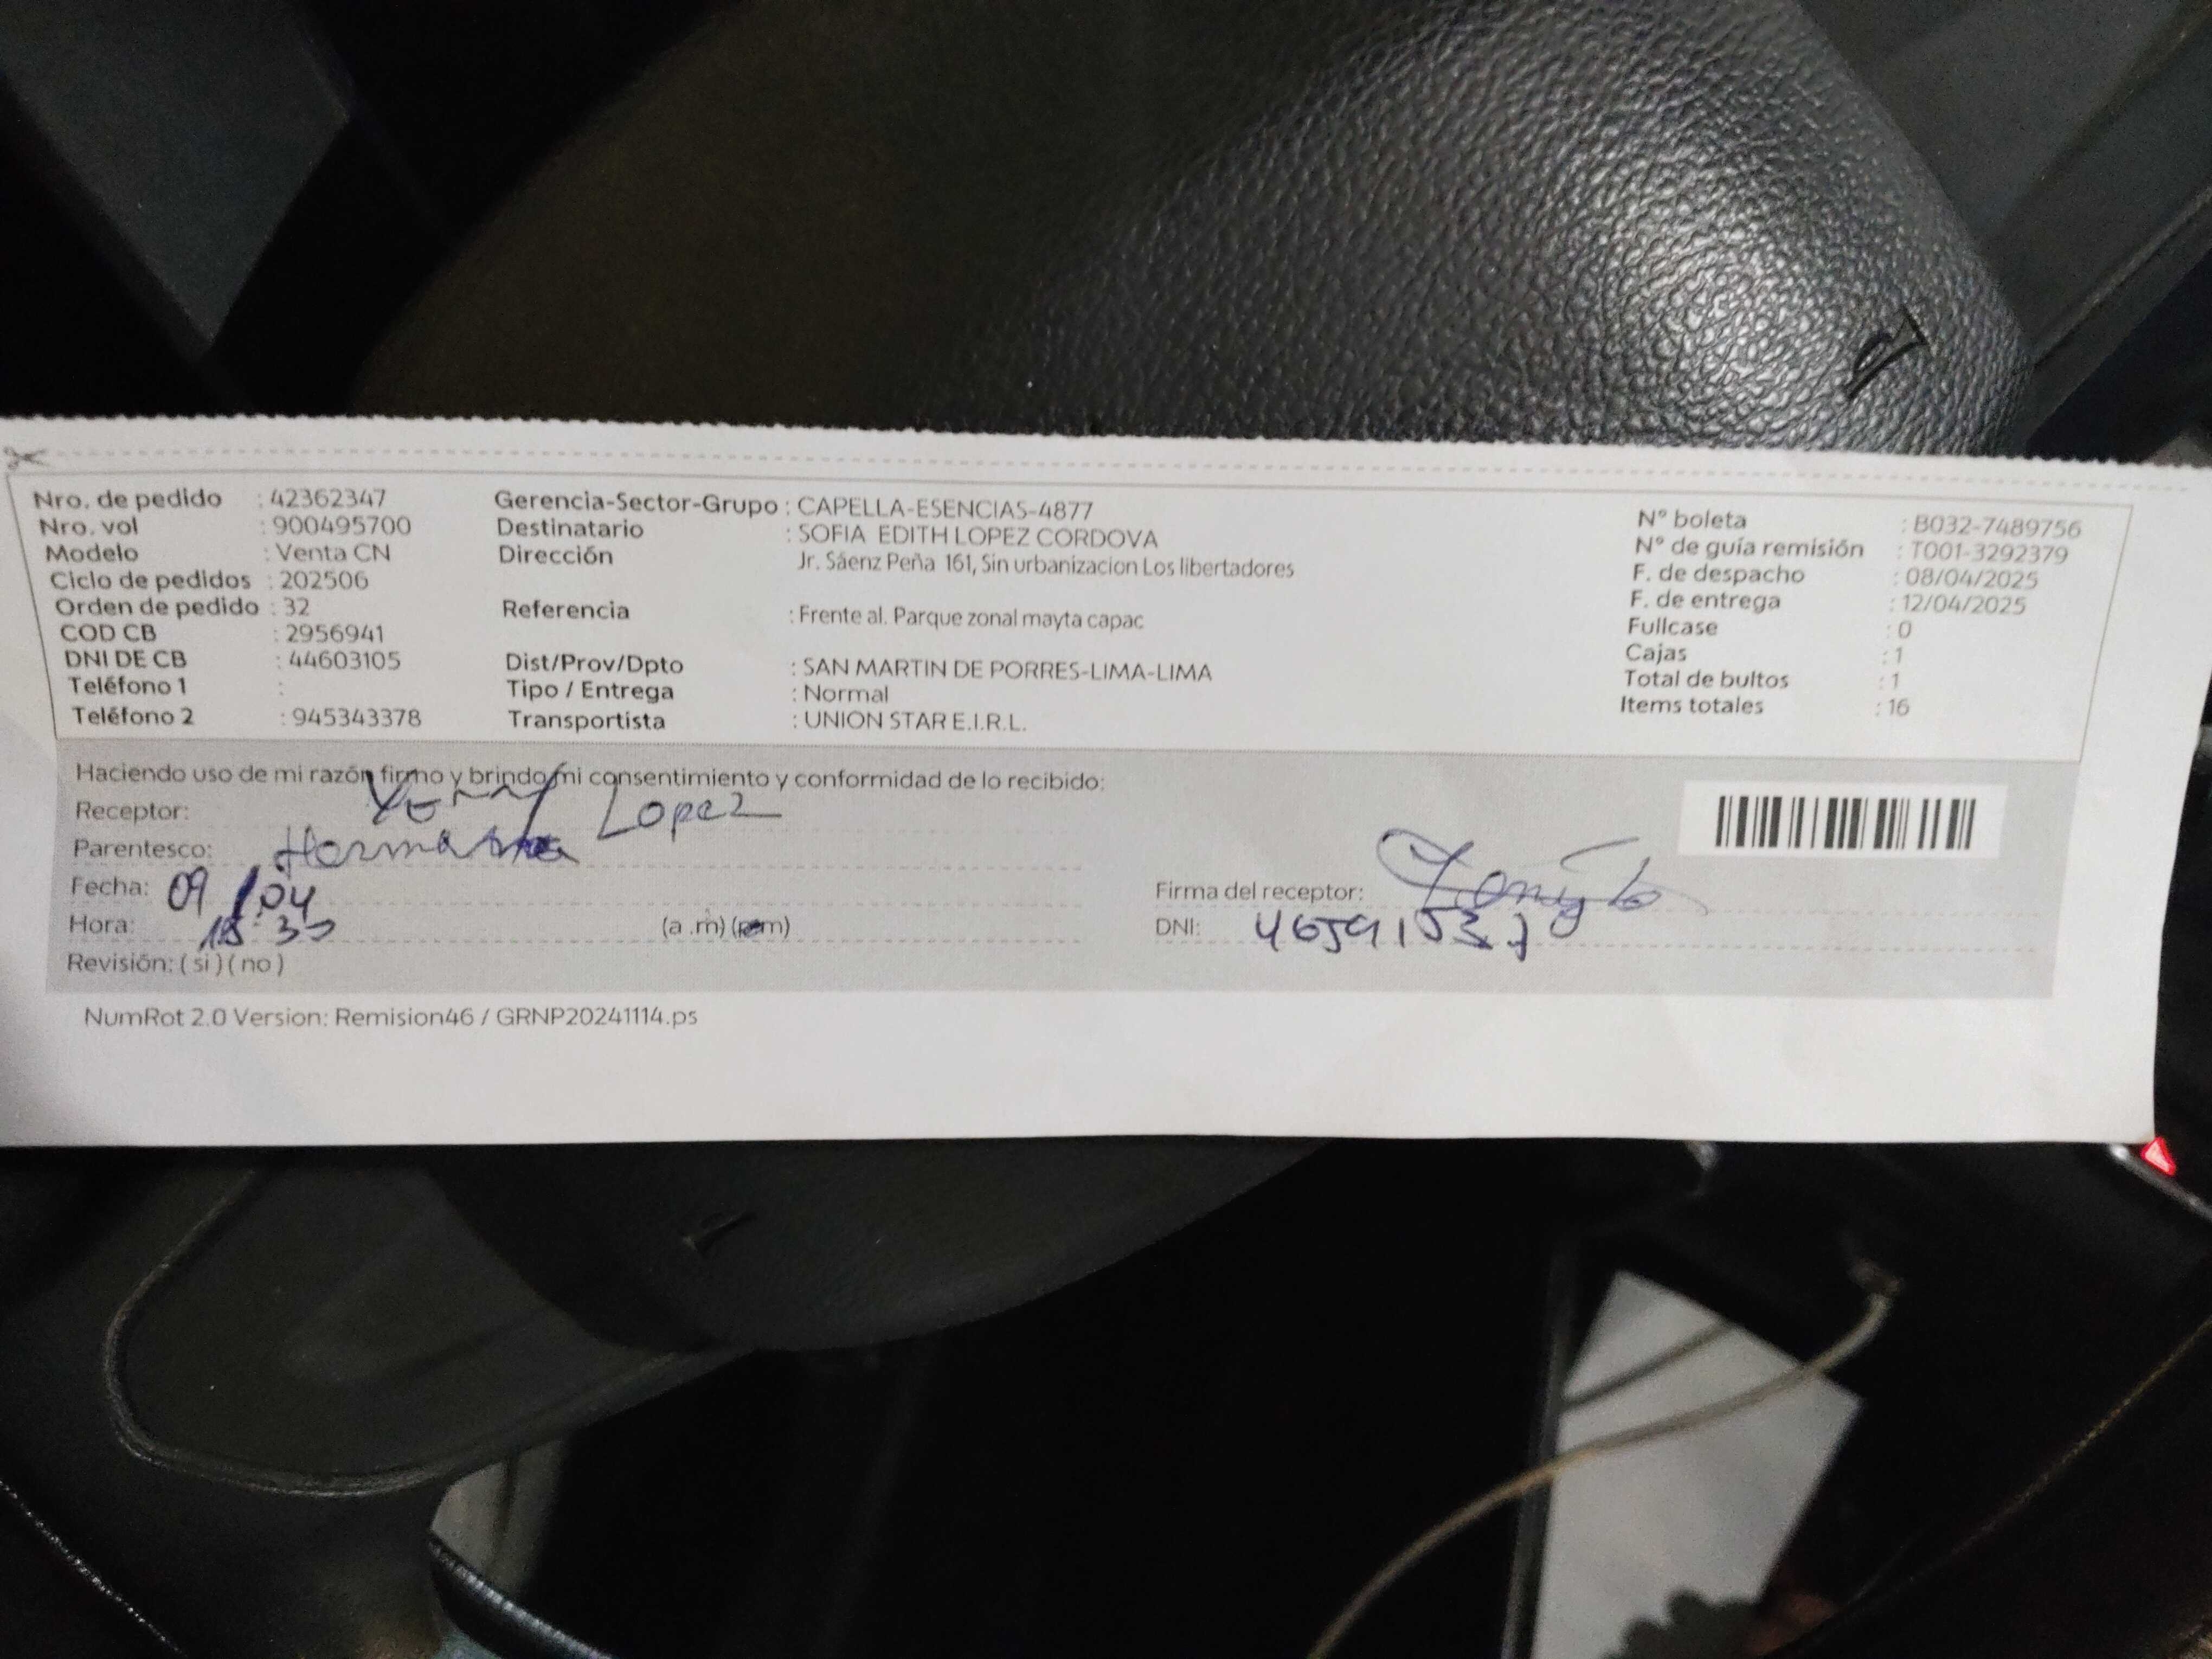 Nro. de pedido : 42362347
Nro. vol : 900495700
Modelo : Venta CN
Ciclo de pedidos : 202506
Orden de pedido : 32
COD CB : 2956941
DNI DE CB : 44603105
Teléfono 1 :
Teléfono 2 : 945343378
Gerencia-Sector-Grupo : CAPELLA-ESENCIAS-4877
Destinatario : SOFIA EDITH LOPEZ CORDOVA
Dirección Jr. Sáenz Peña 161, Sin urbanizacion Los libertadores
Referencia : Frente al. Parque zonal mayta capac
Dist/Prov/Dpto : SAN MARTIN DE PORRES-LIMA-LIMA
Tipo / Entrega : Normal
Transportista : UNION STAR E.I.R.L.
N° boleta : B032-7489756
N° de guía remisión : T001-3292379
F. de despacho : 08/04/2025
F. de entrega : 12/04/2025
Fullcase : 0
Cajas : 1
Total de bultos : 1
Items totales : 16
Haciendo uso de mi razón firmo y brindo mi consentimiento y conformidad de lo recibido:
Receptor: Yenny Lopez
Parentesco: Hermana
Fecha: 09/04
Hora: 18:30 (a .m) (p.m)
Revisión: ( si ) ( no )
Firma del receptor:
DNI: 46591537
NumRot 2.0 Version: Remision46 / GRNP20241114.ps